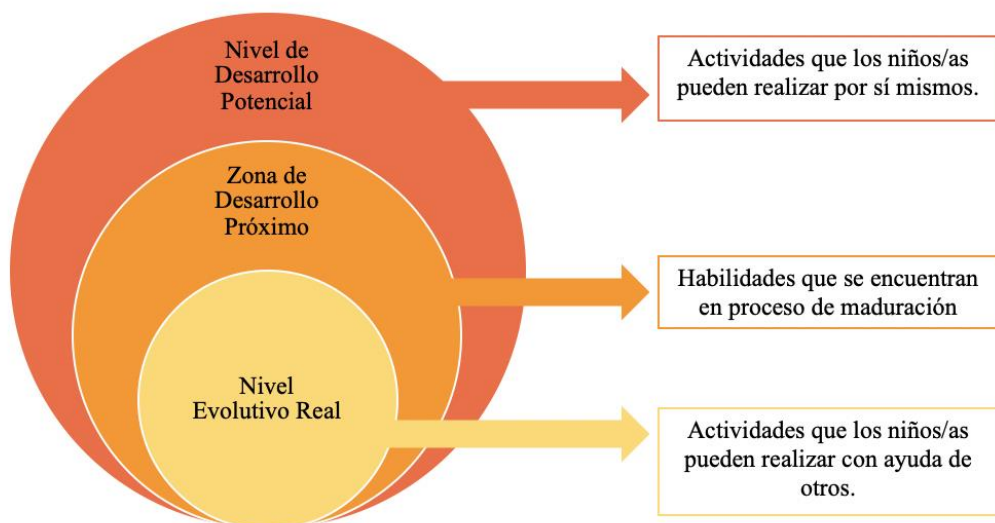 Nivel de
Desarrollo
Potencial
Actividades que los niños/as
pueden realizar por sí mismos.
Zona de
Desarrollo
Próximo
Habilidades que se encuentran
en proceso de maduración
Nivel
Evolutivo Real
Actividades que los niños/as
pueden realizar con ayuda de
otros.